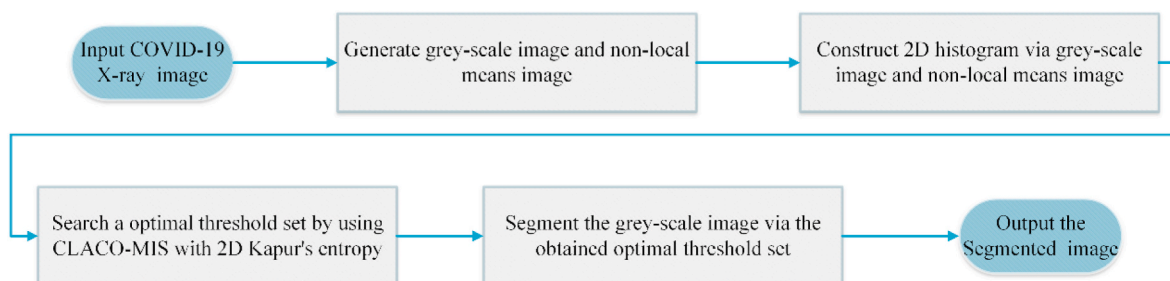 Input COVID-19
X-ray image
Generate grey-scale image and non-local
means image
Construct 2D histogram via grey-scale
image and non-local means image
Search a optimal threshold set by using
CLACO-MIS with 2D Kapur's entropy
Segment the grey-scale image via the
obtained optimal threshold set
Output the
Segmented image